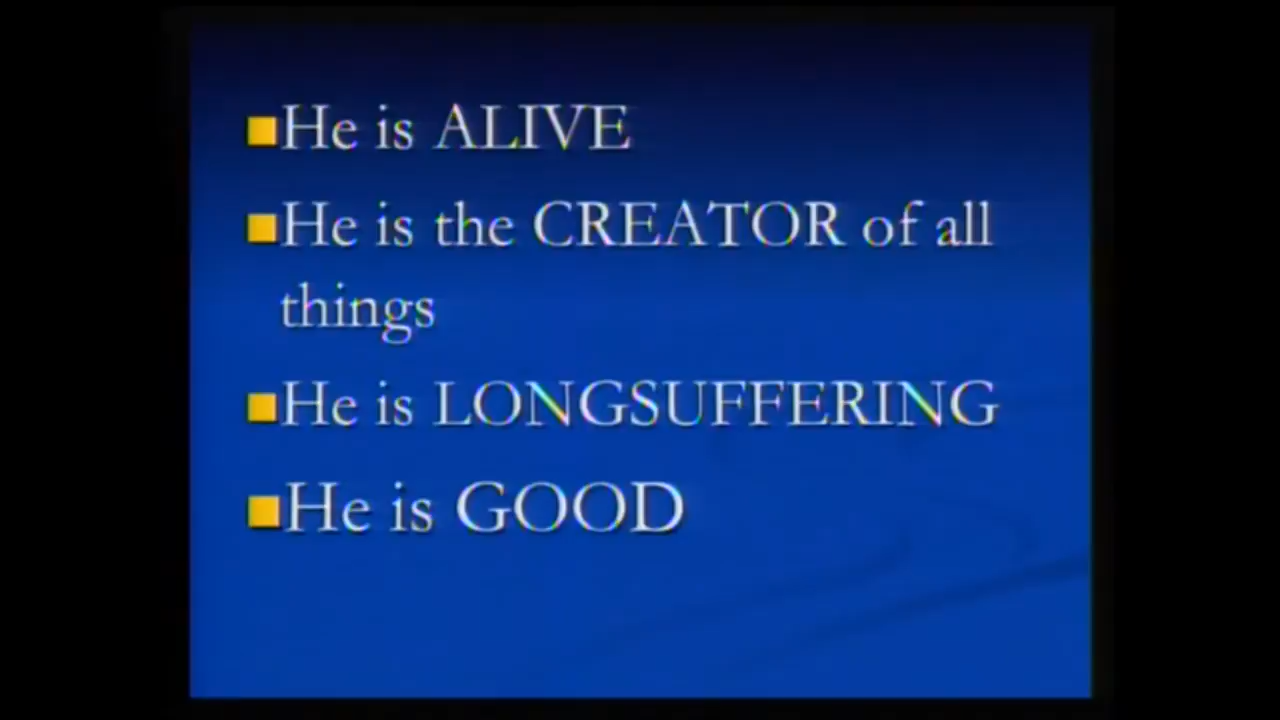 He is ALIVE
He is the CREATOR of all
things
He is LONGSUFFERING
He is GOOD